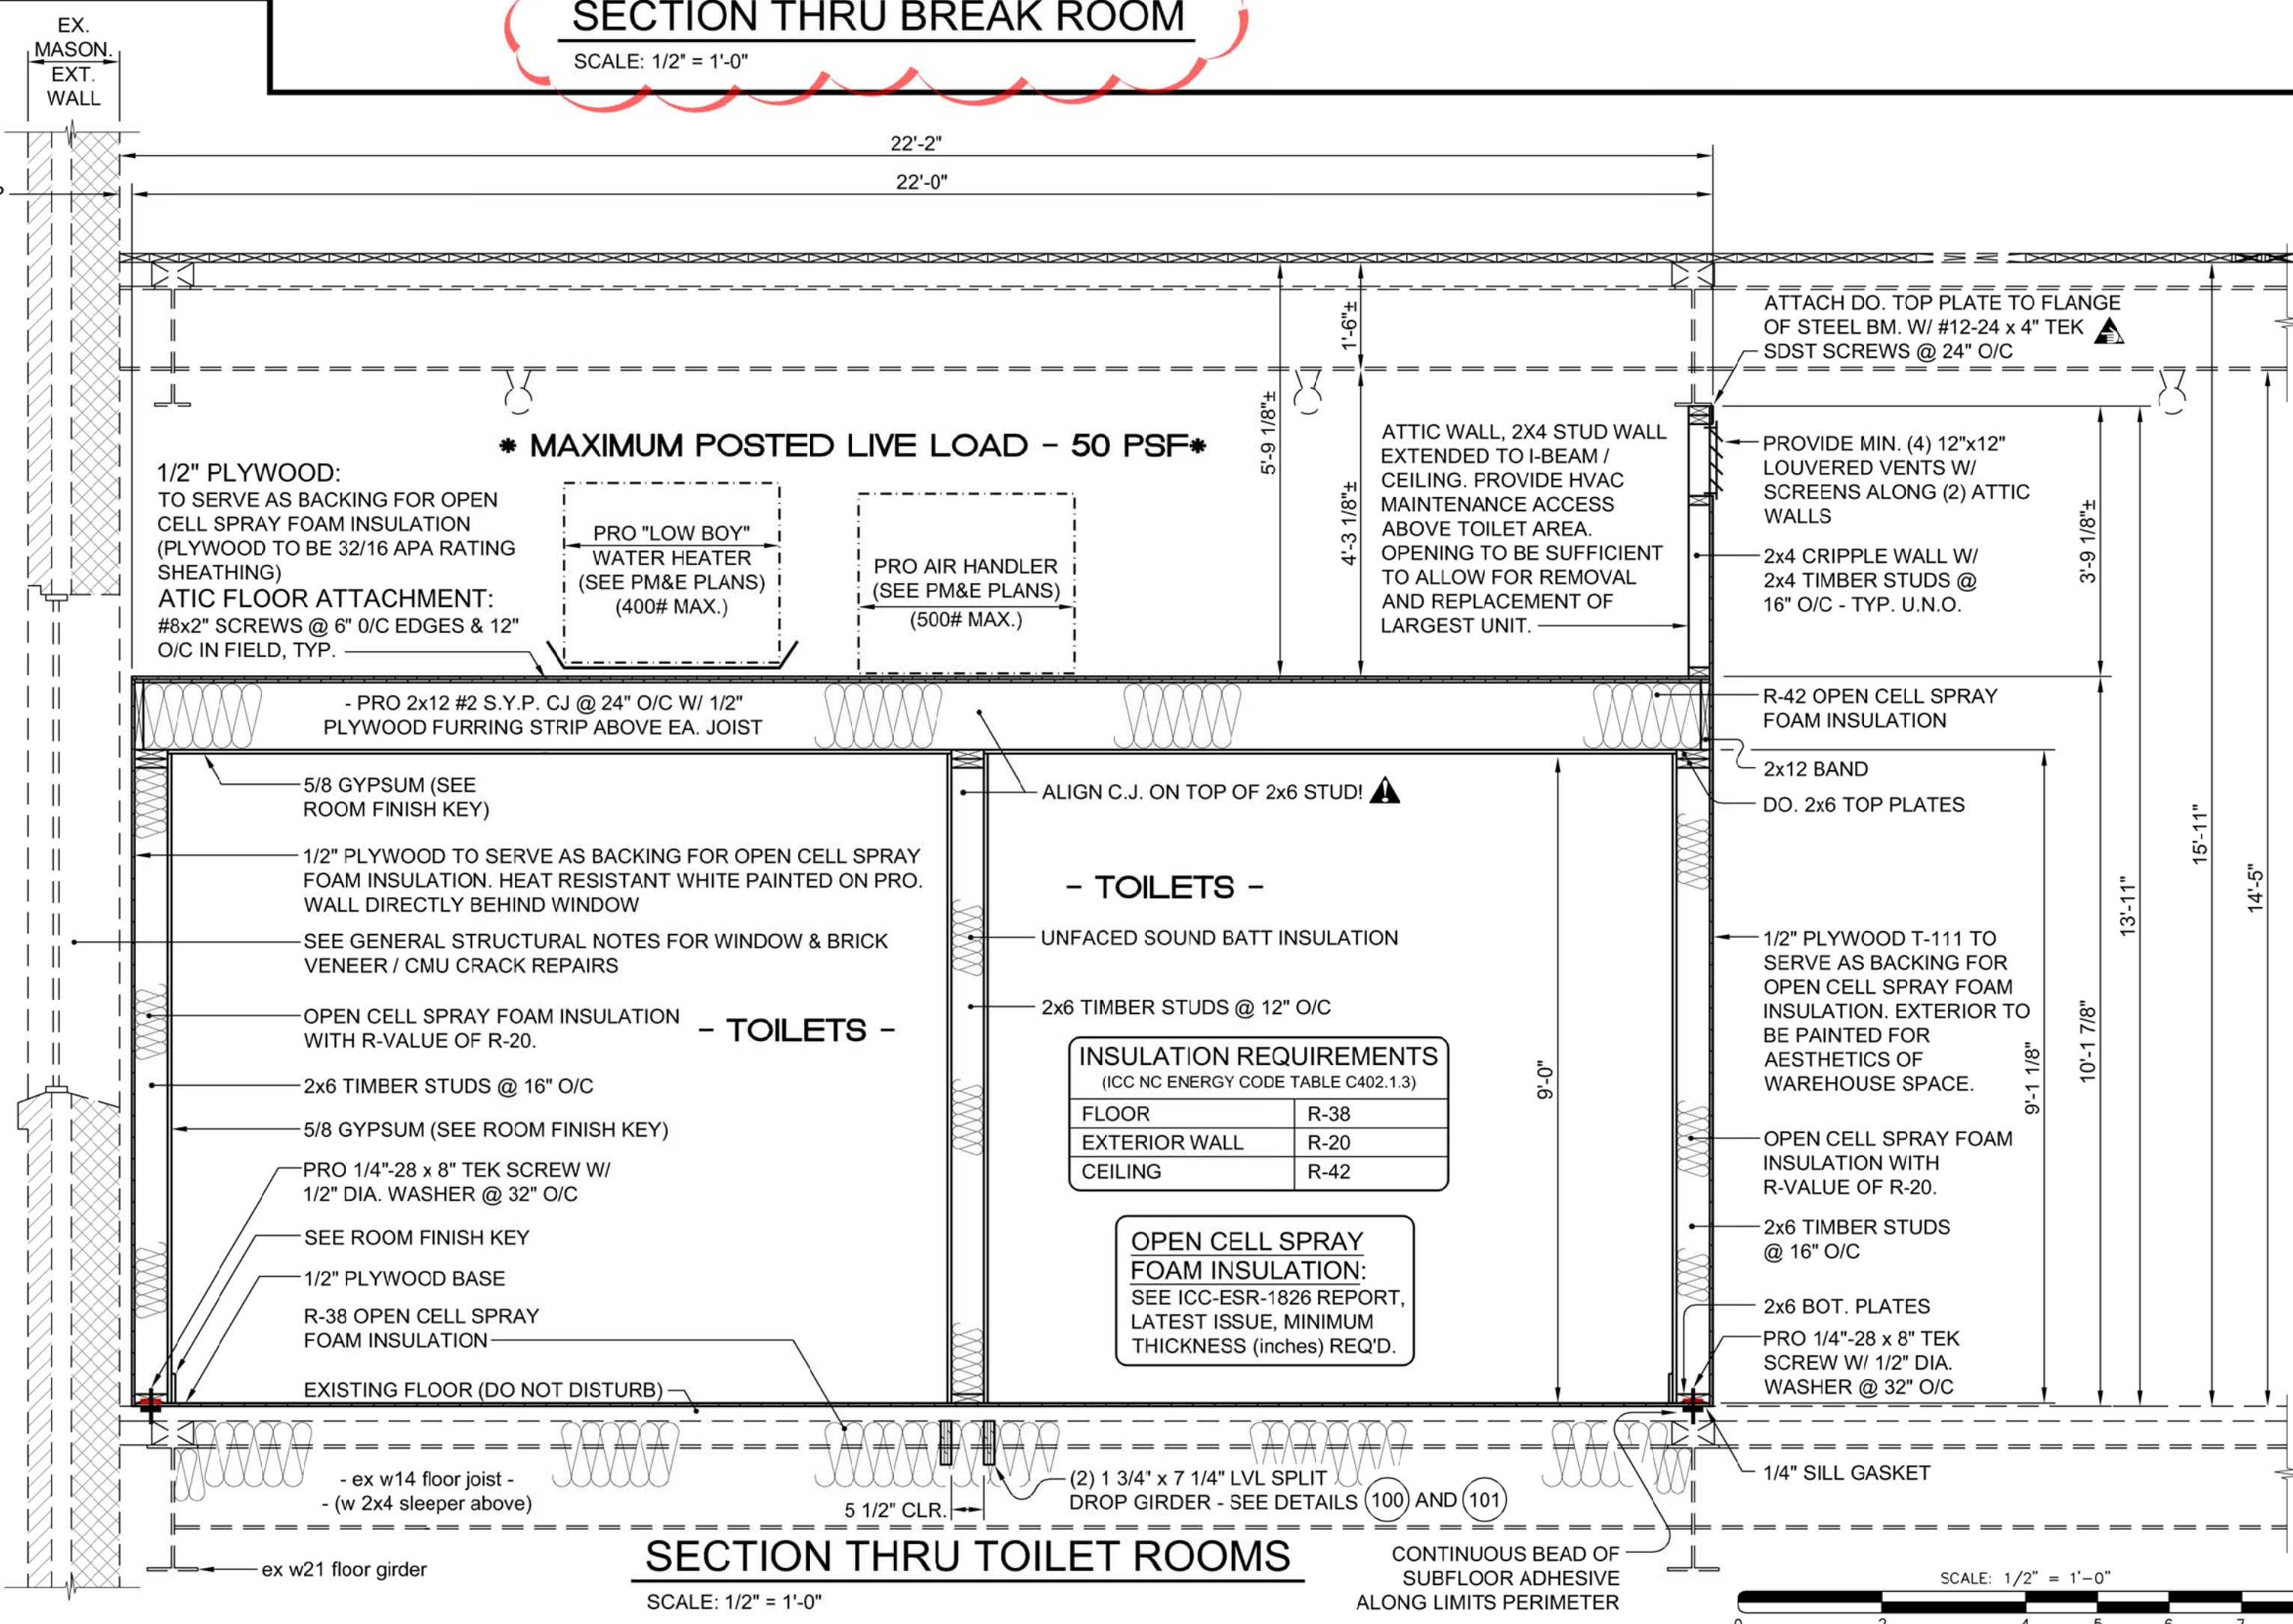 SECTION THRU BREAK ROOM
SCALE: 1/2" = 1'-0"
EX.
MASON.
EXT.
WALL
22'-2"
22'-0"
1'-6"±
5'-9 1/8"±
4'-3 1/8"±
ATTACH DO. TOP PLATE TO FLANGE
OF STEEL BM. W/ #12-24 x 4" TEK
SDST SCREWS @ 24" O/C
* MAXIMUM POSTED LIVE LOAD - 50 PSF*
1/2" PLYWOOD:
TO SERVE AS BACKING FOR OPEN
CELL SPRAY FOAM INSULATION
(PLYWOOD TO BE 32/16 APA RATING
SHEATHING)
ATIC FLOOR ATTACHMENT:
#8x2" SCREWS @ 6" 0/C EDGES & 12"
O/C IN FIELD, TYP.
PRO "LOW BOY"
WATER HEATER
(SEE PM&E PLANS)
(400# MAX.)
PRO AIR HANDLER
(SEE PM&E PLANS)
(500# MAX.)
ATTIC WALL, 2X4 STUD WALL
EXTENDED TO I-BEAM /
CEILING. PROVIDE HVAC
MAINTENANCE ACCESS
ABOVE TOILET AREA.
OPENING TO BE SUFFICIENT
TO ALLOW FOR REMOVAL
AND REPLACEMENT OF
LARGEST UNIT.
PROVIDE MIN. (4) 12"x12"
LOUVERED VENTS W/
SCREENS ALONG (2) ATTIC
WALLS
2x4 CRIPPLE WALL W/
2x4 TIMBER STUDS @
16" O/C - TYP. U.N.O.
3'-9 1/8"±
- PRO 2x12 #2 S.Y.P. CJ @ 24" O/C W/ 1/2"
PLYWOOD FURRING STRIP ABOVE EA. JOIST
R-42 OPEN CELL SPRAY
FOAM INSULATION
2x12 BAND
DO. 2x6 TOP PLATES
5/8 GYPSUM (SEE
ROOM FINISH KEY)
ALIGN C.J. ON TOP OF 2x6 STUD!
1/2" PLYWOOD TO SERVE AS BACKING FOR OPEN CELL SPRAY
FOAM INSULATION. HEAT RESISTANT WHITE PAINTED ON PRO.
WALL DIRECTLY BEHIND WINDOW
- TOILETS -
SEE GENERAL STRUCTURAL NOTES FOR WINDOW & BRICK
VENEER / CMU CRACK REPAIRS
UNFACED SOUND BATT INSULATION
OPEN CELL SPRAY FOAM INSULATION
WITH R-VALUE OF R-20.
- TOILETS -
2x6 TIMBER STUDS @ 12" O/C
2x6 TIMBER STUDS @ 16" O/C
5/8 GYPSUM (SEE ROOM FINISH KEY)
INSULATION REQUIREMENTS
(ICC NC ENERGY CODE TABLE C402.1.3)
FLOOR R-38
EXTERIOR WALL R-20
CEILING R-42
9'-0"
1/2" PLYWOOD T-111 TO
SERVE AS BACKING FOR
OPEN CELL SPRAY FOAM
INSULATION. EXTERIOR TO
BE PAINTED FOR
AESTHETICS OF
WAREHOUSE SPACE.
9'-1 1/8"
10'-1 7/8"
13'-11"
15'-11"
14'-5"
PRO 1/4"-28 x 8" TEK SCREW W/
1/2" DIA. WASHER @ 32" O/C
SEE ROOM FINISH KEY
1/2" PLYWOOD BASE
R-38 OPEN CELL SPRAY
FOAM INSULATION
EXISTING FLOOR (DO NOT DISTURB)
OPEN CELL SPRAY
FOAM INSULATION:
SEE ICC-ESR-1826 REPORT,
LATEST ISSUE, MINIMUM
THICKNESS (inches) REQ'D.
OPEN CELL SPRAY FOAM
INSULATION WITH
R-VALUE OF R-20.
2x6 TIMBER STUDS
@ 16" O/C
2x6 BOT. PLATES
PRO 1/4"-28 x 8" TEK
SCREW W/ 1/2" DIA.
WASHER @ 32" O/C
1/4" SILL GASKET
- ex w14 floor joist -
- (w 2x4 sleeper above)
5 1/2" CLR.
(2) 1 3/4' x 7 1/4" LVL SPLIT
DROP GIRDER - SEE DETAILS 100 AND 101
ex w21 floor girder
SECTION THRU TOILET ROOMS
SCALE: 1/2" = 1'-0"
CONTINUOUS BEAD OF
SUBFLOOR ADHESIVE
ALONG LIMITS PERIMETER
SCALE: 1/2" = 1'-0"